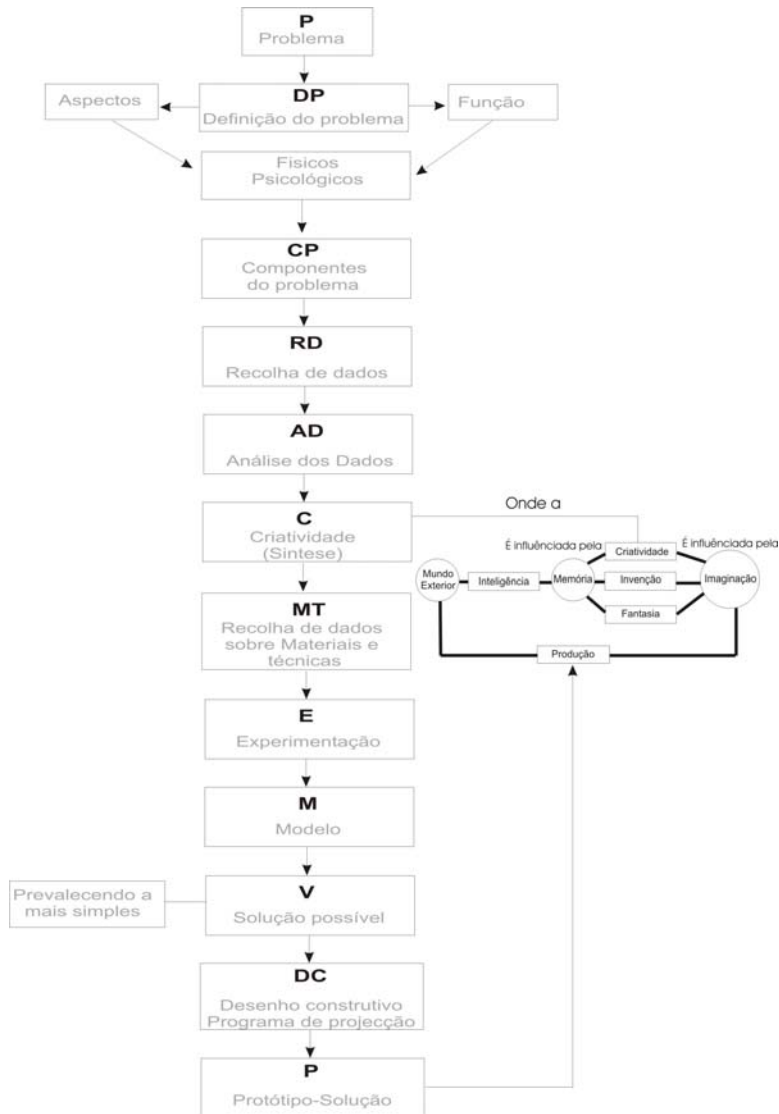 P
Problema
Aspectos
DP
Definição do problema
Função
Fisicos
Psicológicos
CP
Componentes
do problema
RD
Recolha de dados
AD
Análise dos Dados
C
Criatividade
(Sintese)
Onde a
É influênciada pela
Criatividade
É influênciada pela
Mundo
Exterior
Inteligência
Memória
Invenção
Imaginação
Fantasia
Produção
MT
Recolha de dados
sobre Materiais e
técnicas
E
Experimentação
M
Modelo
Prevalecendo a
mais simples
V
Solução possível
DC
Desenho construtivo
Programa de projecção
P
Protótipo-Solução